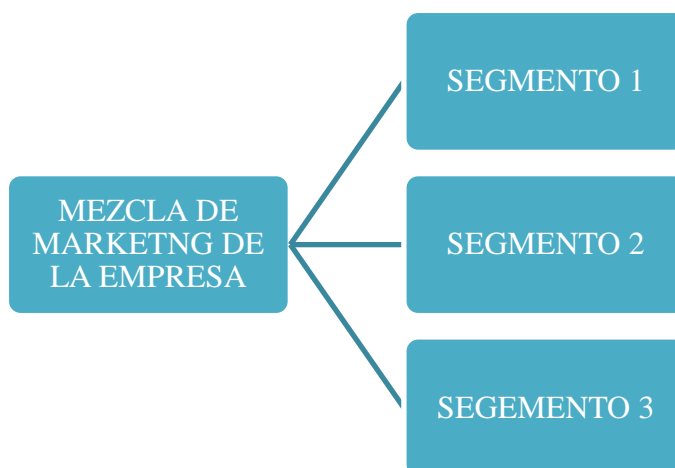 SEGMENTO 1
MEZCLA DE
MARKETNG DE
LA EMPRESA
SEGMENTO 2
SEGEMENTO 3